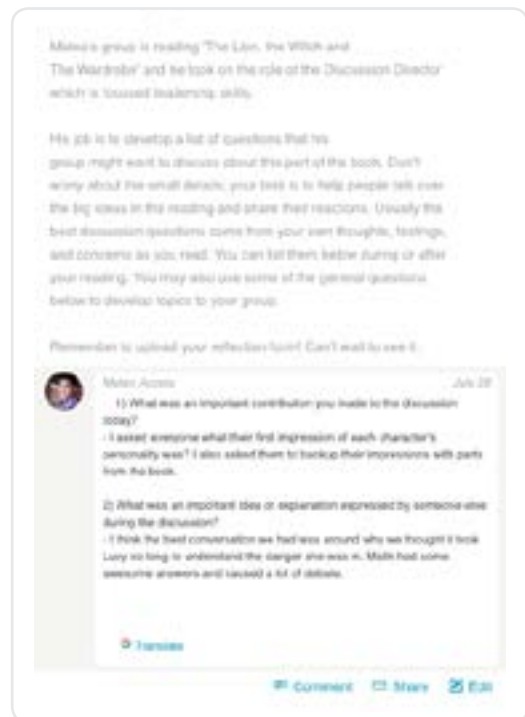 Mateo's group is reading 'The Lion, the Witch and
The Wardrobe' and he took on the role of the Discussion Director
which is focused leadership skills.
His job is to develop a list of questions that his
group might want to discuss about this part of the book. Don't
worry about the small details; your task is to help people talk over
the big ideas in the reading and share their reactions. Usually the
best discussion questions come from your own thoughts, feelings,
and concerns as you read. You can list them below during or after
your reading. You may also use some of the general questions
below to develop topics to your group.
Remember to upload your reflection form! Can't wait to see it.
Mateo Acosta July 28
1) What was an important contribution you made to the discussion
today?
- I asked everyone what their first impression of each character's
personality was? I also asked them to backup their impressions with parts
from the book.
2) What was an important idea or explanation expressed by someone else
during the discussion?
- I think the best conversation we had was around why we thought it took
Lucy so long to understand the danger she was in. had some
awesome answers and caused a lot of debate.
Translate
Comment Share Edit